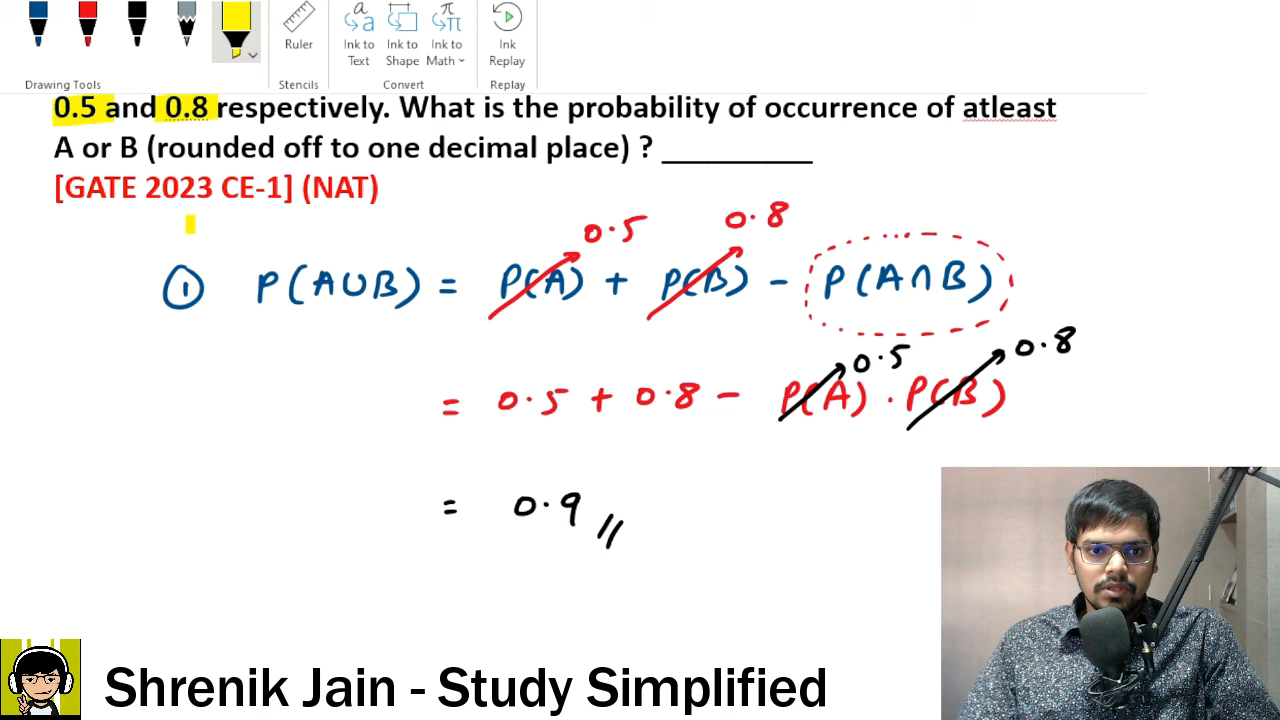 Ruler
Ink to Text
Ink to Shape
Ink to Math
Ink Replay
Drawing Tools
Stencils
Convert
Replay
0.5 and 0.8 respectively. What is the probability of occurrence of atleast
A or B (rounded off to one decimal place) ? __________
[GATE 2023 CE-1] (NAT)
0.5 0.8
① P(A∪B) = P(A) + P(B) - P(A∩B)
0.5 0.8
= 0.5 + 0.8 - P(A) . P(B)
= 0.9 //
Shrenik Jain - Study Simplified